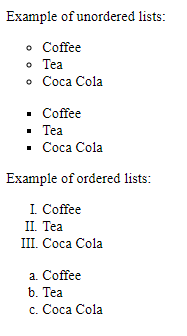 Example of unordered lists:
◦ Coffee
◦ Tea
◦ Coca Cola
▪ Coffee
▪ Tea
▪ Coca Cola
Example of ordered lists:
I. Coffee
II. Tea
III. Coca Cola
a. Coffee
b. Tea
c. Coca Cola